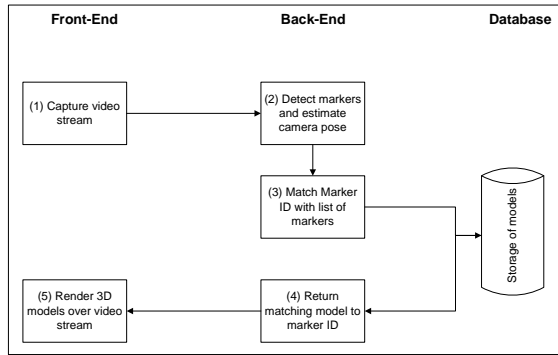 Front-End
Back-End
Database
(1) Capture video
stream
(2) Detect markers
and estimate
camera pose
(3) Match Marker
ID with list of
markers
Storage of models
(4) Return
matching model to
marker ID
(5) Render 3D
models over video
stream